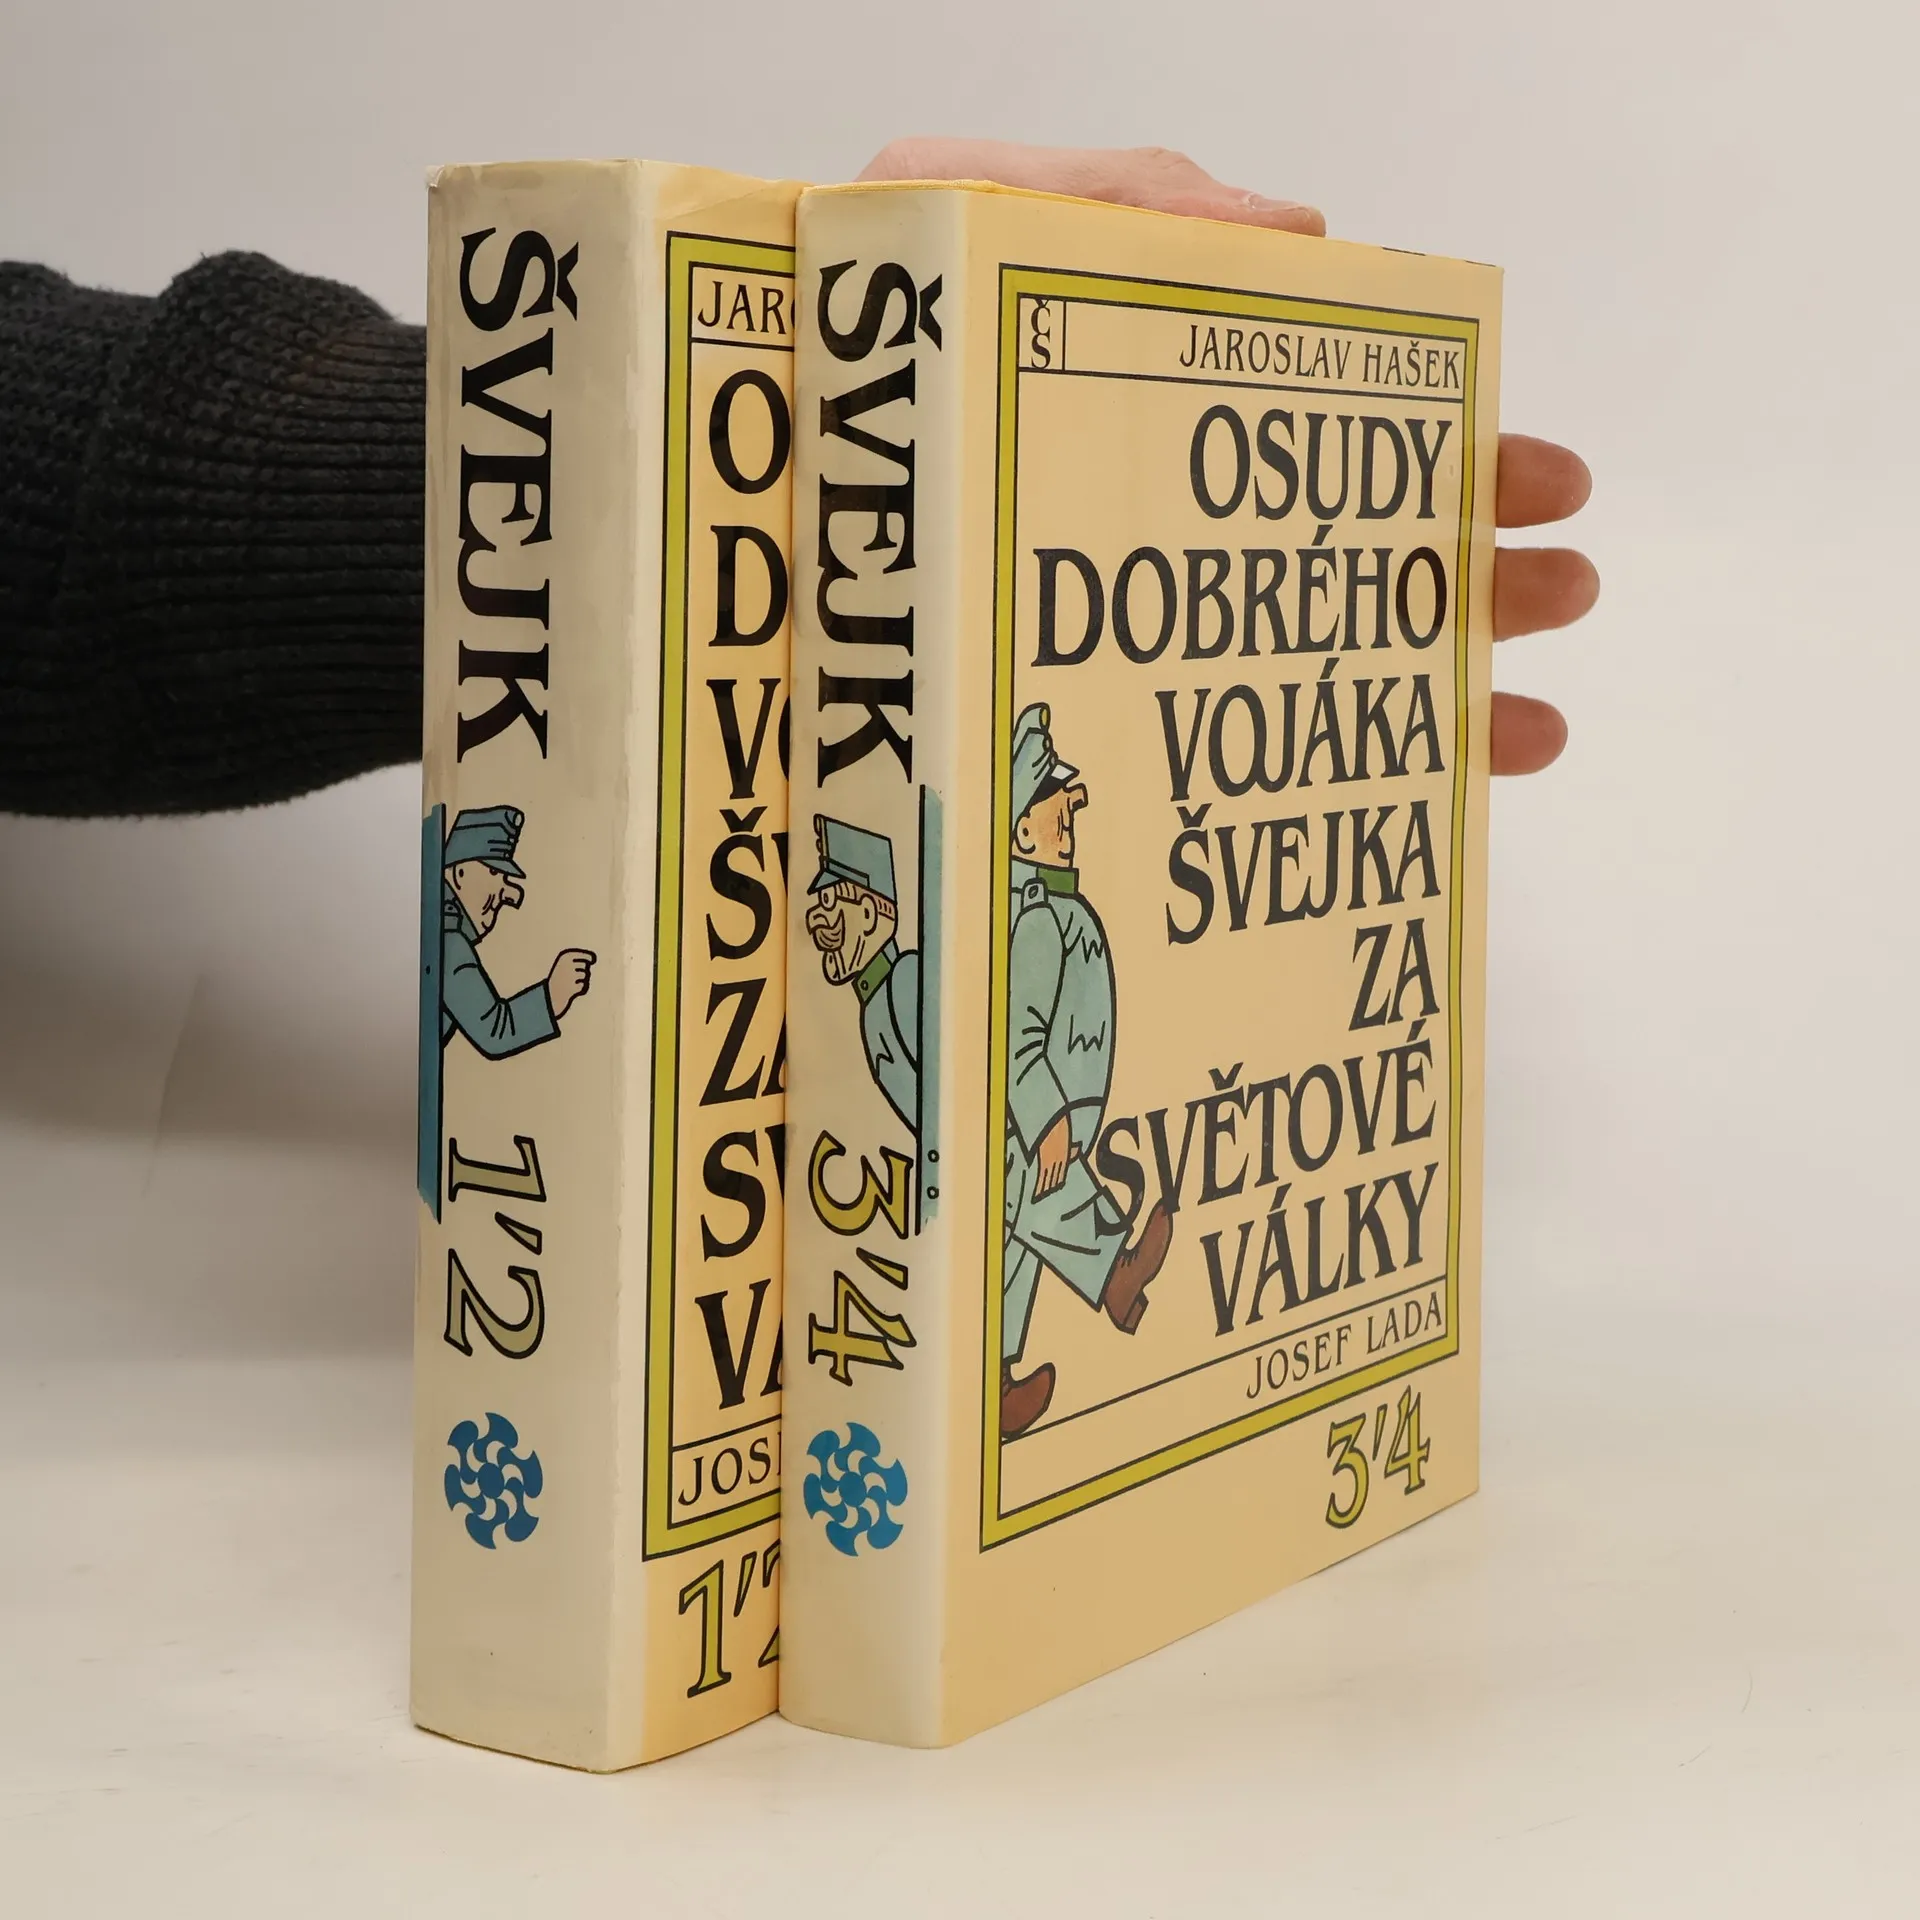 ŠVEJK
1'2
JAR
O
D
V
Š
Z
S
V
JOS
1'2
ŠVEJK
3'4
ČS
JAROSLAV HAŠEK
OSUDY
DOBRÉHO
VOJÁKA
ŠVEJKA
ZA
SVĚTOVÉ
VÁLKY
JOSEF LADA
3'4